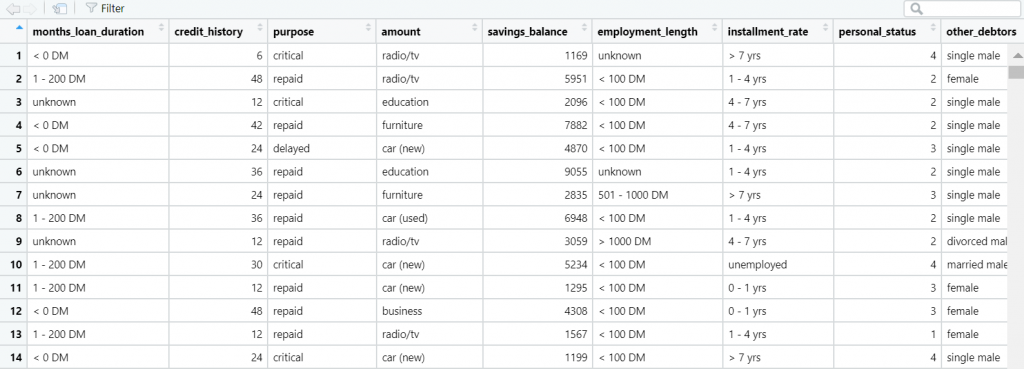 Filter
months_loan_duration credit_history purpose amount savings_balance employment_length installment_rate personal_status other_debtors
1 < 0 DM 6 critical radio/tv 1169 unknown > 7 yrs 4 single male
2 1 - 200 DM 48 repaid radio/tv 5951 < 100 DM 1 - 4 yrs 2 female
3 unknown 12 critical education 2096 < 100 DM 4 - 7 yrs 2 single male
4 < 0 DM 42 repaid furniture 7882 < 100 DM 4 - 7 yrs 2 single male
5 < 0 DM 24 delayed car (new) 4870 < 100 DM 1 - 4 yrs 3 single male
6 unknown 36 repaid education 9055 unknown 1 - 4 yrs 2 single male
7 unknown 24 repaid furniture 2835 501 - 1000 DM > 7 yrs 3 single male
8 1 - 200 DM 36 repaid car (used) 6948 < 100 DM 1 - 4 yrs 2 single male
9 unknown 12 repaid radio/tv 3059 > 1000 DM 4 - 7 yrs 2 divorced mal
10 1 - 200 DM 30 critical car (new) 5234 < 100 DM unemployed 4 married male
11 1 - 200 DM 12 repaid car (new) 1295 < 100 DM 0 - 1 yrs 3 female
12 < 0 DM 48 repaid business 4308 < 100 DM 0 - 1 yrs 3 female
13 1 - 200 DM 12 repaid radio/tv 1567 < 100 DM 1 - 4 yrs 1 female
14 < 0 DM 24 critical car (new) 1199 < 100 DM > 7 yrs 4 single male